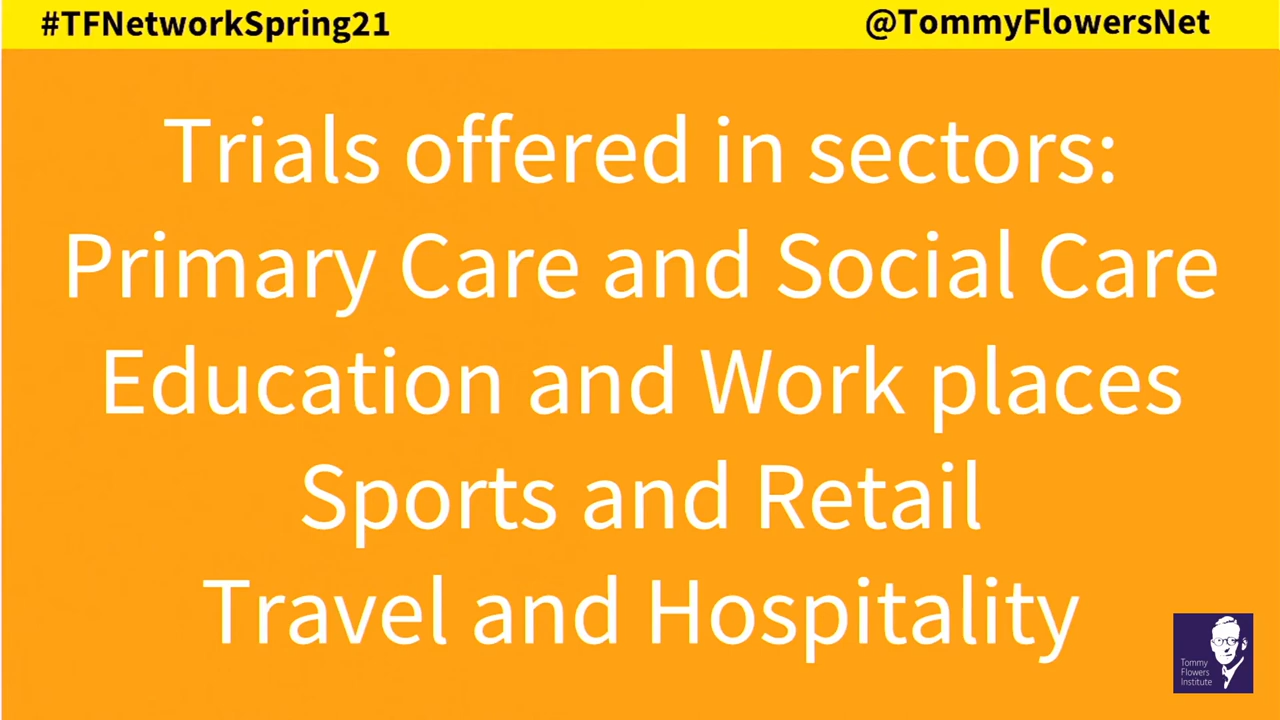 #TFNetworkSpring21
@TommyFlowersNet
Trials offered in sectors:
Primary Care and Social Care
Education and Work places
Sports and Retail
Travel and Hospitality
Tommy
Flowers
Institute